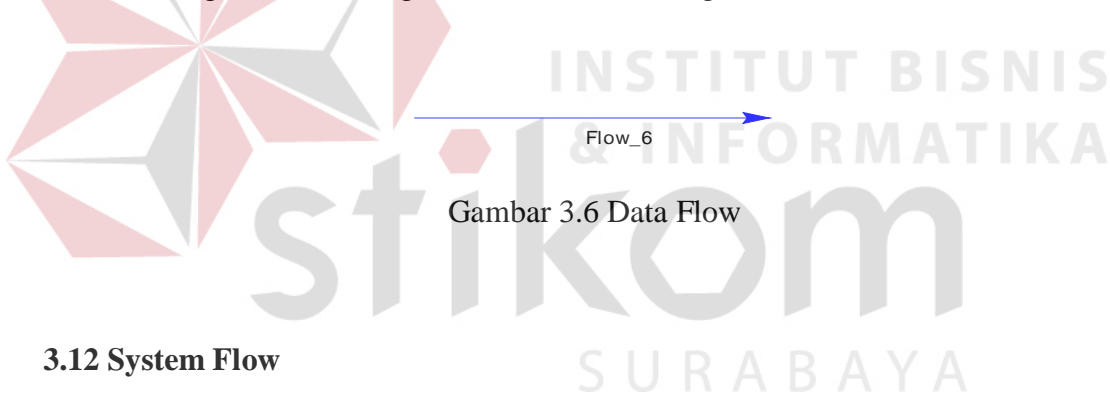 INSTITUT BISNIS
Flow_6
& INFORMATIKA
stikom
Gambar 3.6 Data Flow
3.12 System Flow
SURABAYA